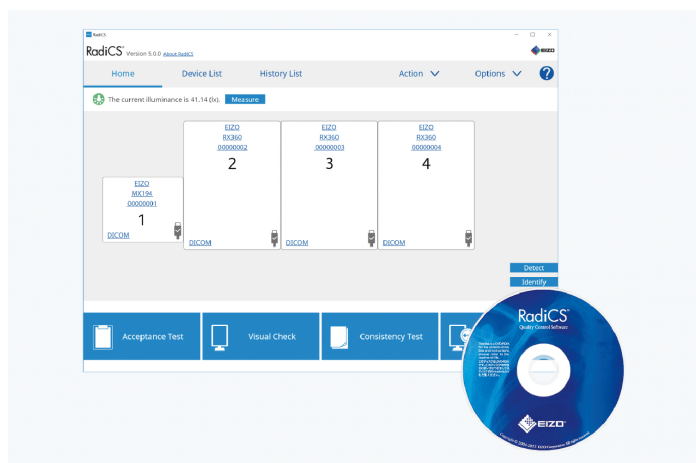 RadiCS
RadiCS® Version 5.0.0 About RadiCS
EIZO
Home Device List History List Action Options ?
The current illuminance is 41.14 (lx). Measure
EIZO
RX360
00000002
2
DICOM
EIZO
RX360
00000003
3
DICOM
EIZO
RX360
00000004
4
DICOM
EIZO
MX194
00000001
1
DICOM
Detect
Identify
Acceptance Test Visual Check Consistency Test
RadiCS®
Quality Control Software
EIZO®